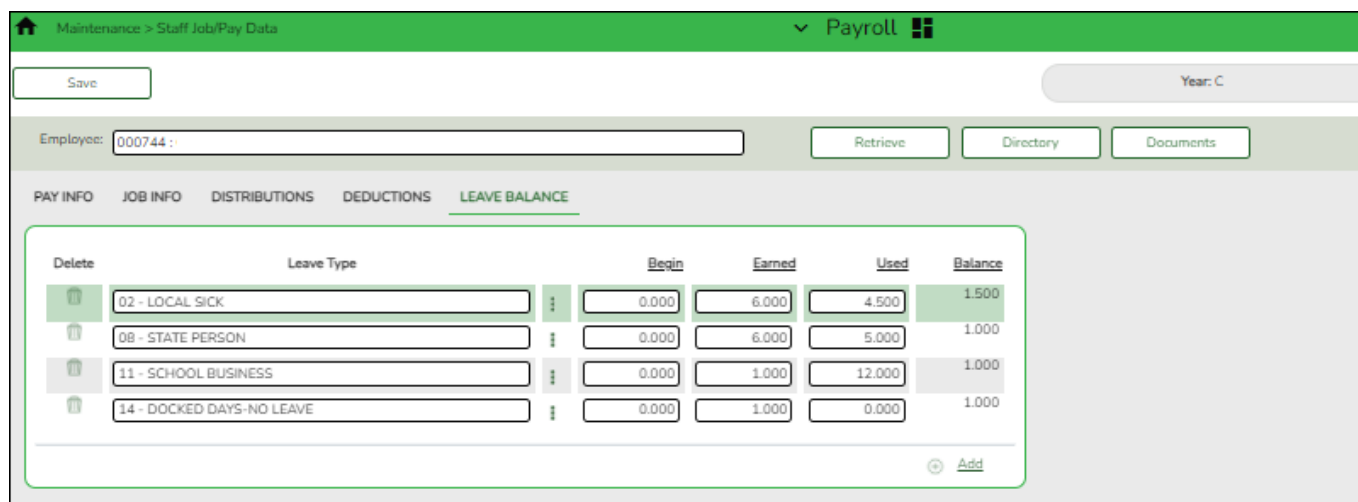 Maintenance > Staff Job/Pay Data
Payroll
Save
Year: C
Employee: 000744 :
Retrieve
Directory
Documents
PAY INFO JOB INFO DISTRIBUTIONS DEDUCTIONS LEAVE BALANCE
Delete Leave Type Begin Earned Used Balance
02 - LOCAL SICK 0.000 6.000 4.500 1.500
08 - STATE PERSON 0.000 6.000 5.000 1.000
11 - SCHOOL BUSINESS 0.000 1.000 12.000 1.000
14 - DOCKED DAYS-NO LEAVE 0.000 1.000 0.000 1.000
Add